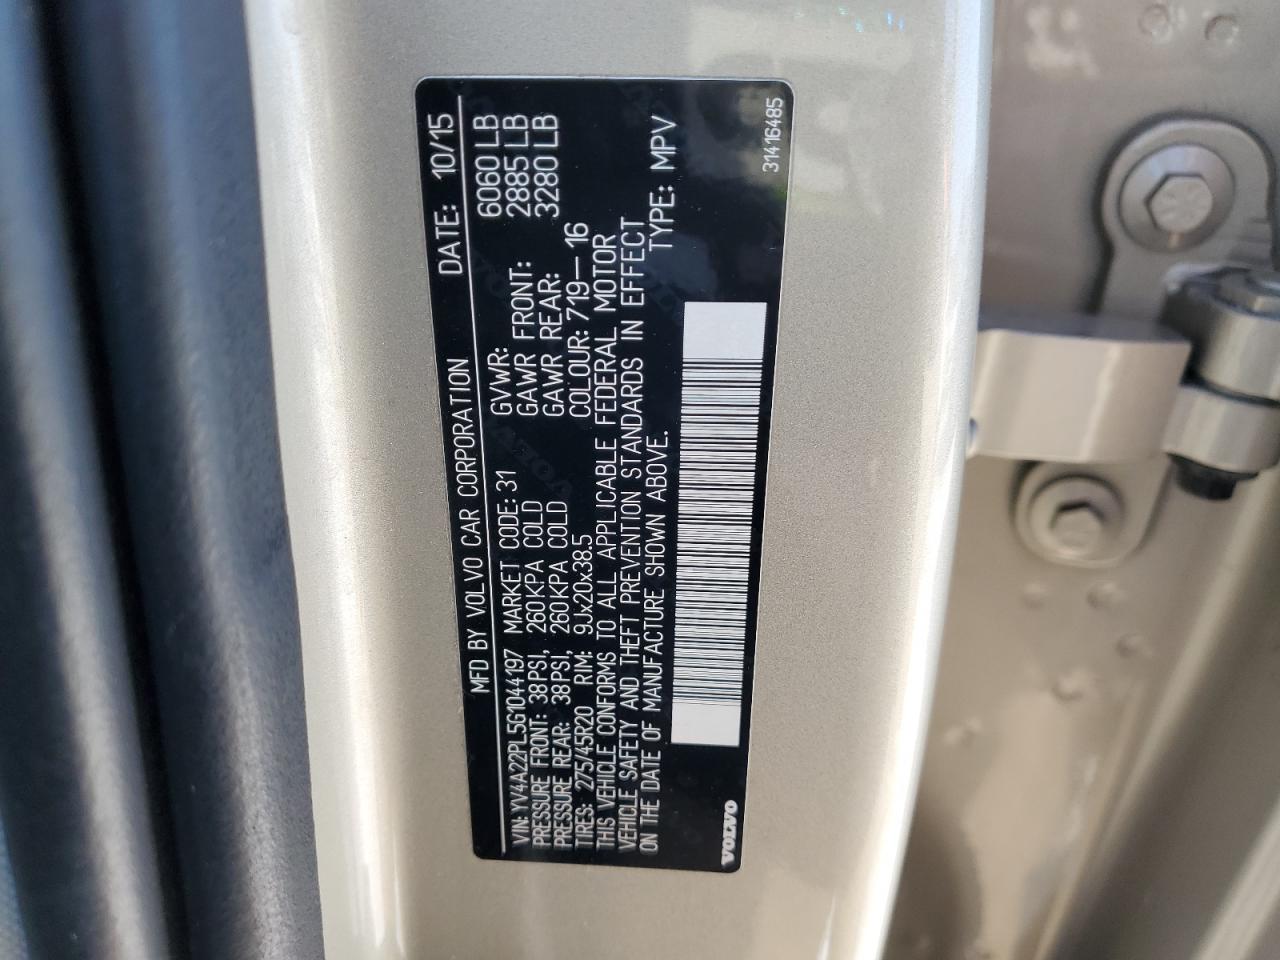 MFD BY VOLVO CAR CORPORATION DATE: 10/15
VIN: YV4A22PL5G1044197 MARKET CODE: 31 GVWR: 6060 LB
PRESSURE FRONT: 38PSI, 260KPA COLD GAWR FRONT: 2885 LB
PRESSURE REAR: 38PSI, 260KPA COLD GAWR REAR: 3280 LB
TIRES: 275/45R20 RIM: 9Jx20x38.5 COLOUR: 719-16
THIS VEHICLE CONFORMS TO ALL APPLICABLE FEDERAL MOTOR
VEHICLE SAFETY AND THEFT PREVENTION STANDARDS IN EFFECT
ON THE DATE OF MANUFACTURE SHOWN ABOVE. TYPE: MPV
VOLVO 31416485